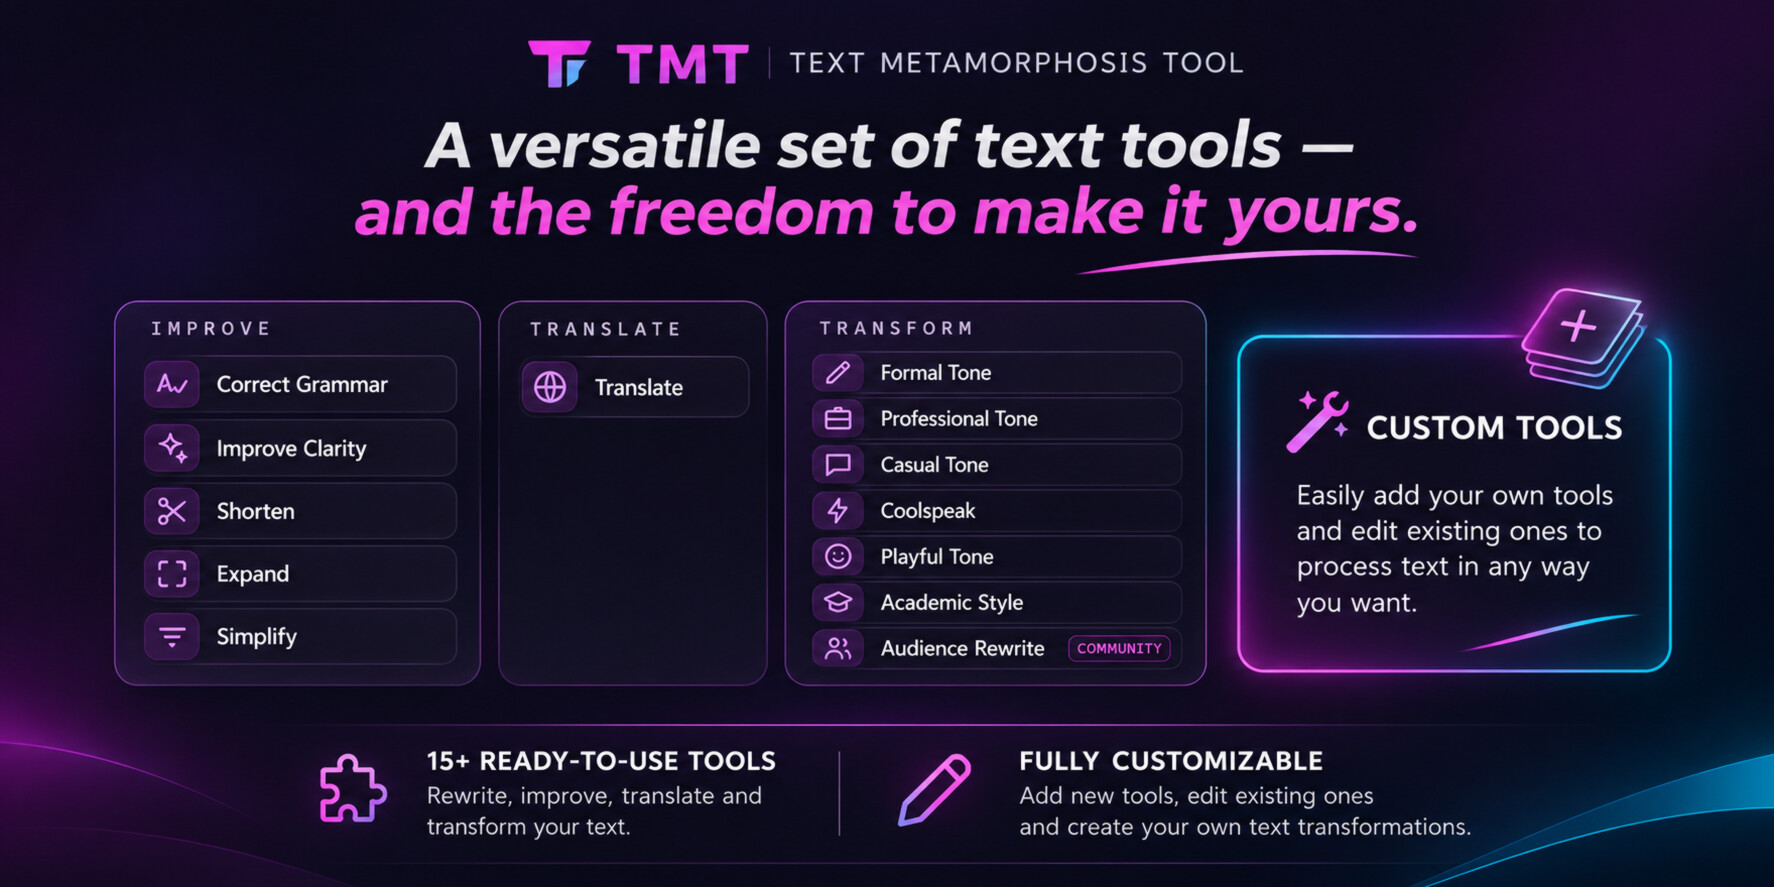 TMT
TEXT METAMORPHOSIS TOOL
A versatile set of text tools —
and the freedom to make it yours.
IMPROVE
Correct Grammar
Improve Clarity
Shorten
Expand
Simplify
TRANSLATE
Translate
TRANSFORM
Formal Tone
Professional Tone
Casual Tone
Coolspeak
Playful Tone
Academic Style
Audience Rewrite
COMMUNITY
CUSTOM TOOLS
Easily add your own tools
and edit existing ones to
process text in any way
you want.
15+ READY-TO-USE TOOLS
Rewrite, improve, translate and
transform your text.
FULLY CUSTOMIZABLE
Add new tools, edit existing ones
and create your own text transformations.